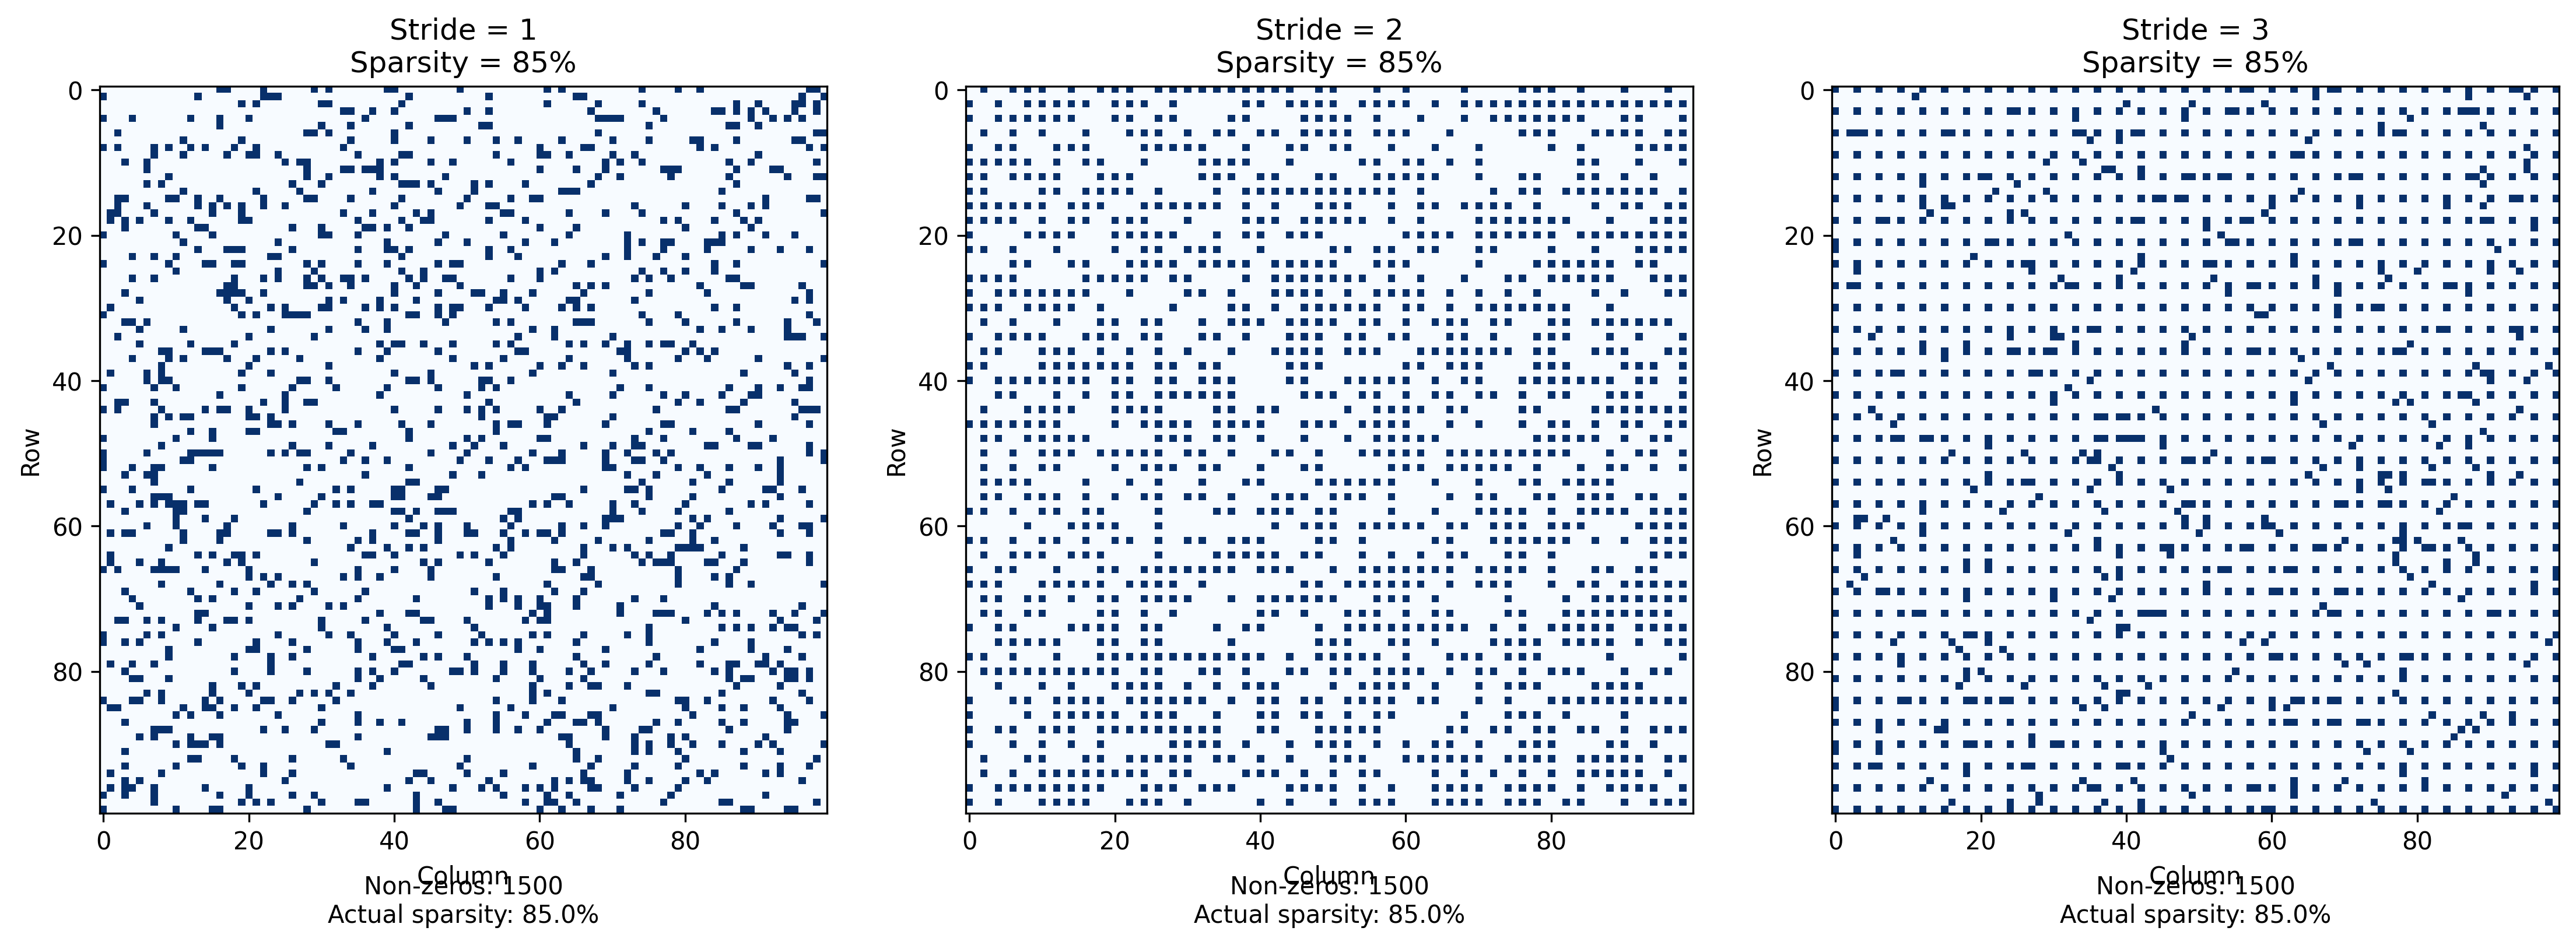 Stride = 1
Sparsity = 85%
0
20
40
60
80
Row
0 20 40 60 80
Column
Non-zeros: 1500
Actual sparsity: 85.0%
Stride = 2
Sparsity = 85%
0
20
40
60
80
Row
0 20 40 60 80
Column
Non-zeros: 1500
Actual sparsity: 85.0%
Stride = 3
Sparsity = 85%
0
20
40
60
80
Row
0 20 40 60 80
Column
Non-zeros: 1500
Actual sparsity: 85.0%